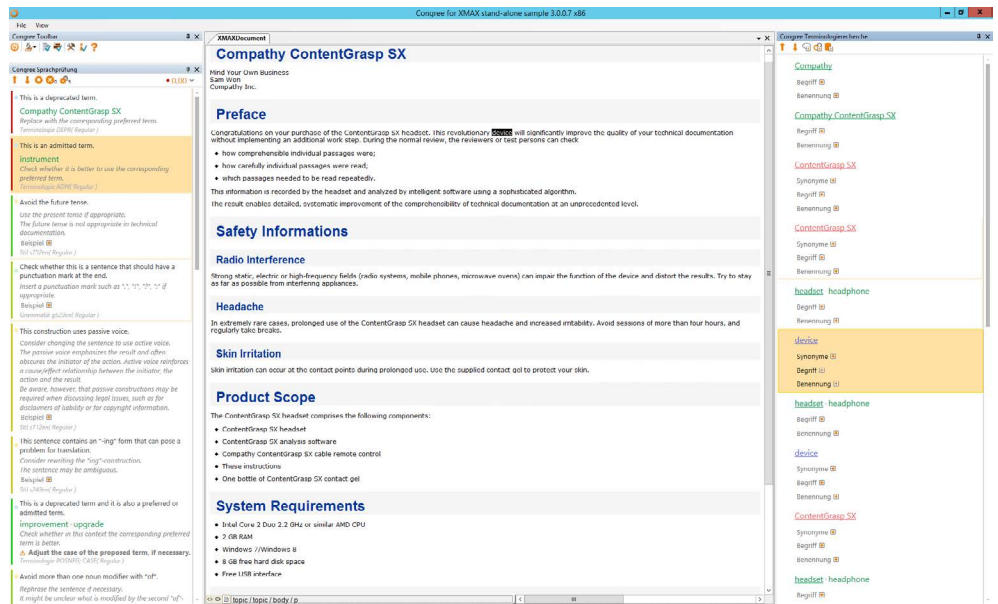 Congree for XMAX stand-alone sample 3.0.0.7 x86
File View
Congree Toolbar
Congree Sprachprüfung
0,00
This is a deprecated term.
Compathy ContentGrasp SX
Replace with the corresponding preferred term.
Terminologie DEPR( Regular )
This is an admitted term.
instrument
Check whether it is better to use the corresponding
preferred term.
Terminologie ADM( Regular )
Avoid the future tense.
Use the present tense if appropriate.
The future tense is not appropriate in technical
documentation.
Beispiel
Check whether this is a sentence that should have a
punctuation mark at the end.
Insert a punctuation mark such as ".", "!", "?", ":" if
appropriate.
Beispiel
This construction uses passive voice.
Consider changing the sentence to use active voice.
The passive voice emphasizes the result and often
obscures the initiator of the action. Active voice reinforces
a cause/effect relationship between the initiator, the
action and the result.
Be aware, however, that passive constructions may be
required when discussing legal issues, such as for
disclaimers of liability or for copyright information.
Beispiel
This sentence contains an "-ing" form that can pose a
problem for translation.
Consider rewriting the "ing"-construction.
The sentence may be ambiguous.
Beispiel
This is a deprecated term and it is also a preferred or
admitted term.
improvement · upgrade
Check whether in this context the corresponding preferred
term is better.
Adjust the case of the proposed term, if necessary.
Avoid more than one noun modifier with "of".
Rephrase the sentence if necessary.
It might be unclear what is modified by the second "of"-
XMAXDocument
Compathy ContentGrasp SX
Mind Your Own Business
Sam Won
Compathy Inc.
Preface
Congratulations on your purchase of the ContentGrasp SX headset. This revolutionary device will significantly improve the quality of your technical documentation
without implementing an additional work step. During the normal review, the reviewers or test persons can check
• how comprehensible individual passages were;
• how carefully individual passages were read;
• which passages needed to be read repeatedly.
This information is recorded by the headset and analyzed by intelligent software using a sophisticated algorithm.
The result enables detailed, systematic improvement of the comprehensibility of technical documentation at an unprecedented level.
Safety Informations
Radio Interference
Strong static, electric or high-frequency fields (radio systems, mobile phones, microwave ovens) can impair the function of the device and distort the results. Try to stay
as far as possible from interfering appliances.
Headache
In extremely rare cases, prolonged use of the ContentGrasp SX headset can cause headache and increased irritability. Avoid sessions of more than four hours, and
regularly take breaks.
Skin Irritation
Skin irritation can occur at the contact points during prolonged use. Use the supplied contact gel to protect your skin.
Product Scope
The ContentGrasp SX headset comprises the following components:
• ContentGrasp SX headset
• ContentGrasp SX analysis software
• Compathy ContentGrasp SX cable remote control
• These instructions
• One bottle of ContentGrasp SX contact gel
System Requirements
• Intel Core 2 Duo 2.2 GHz or similar AMD CPU
• 2 GB RAM
• Windows 7/Windows 8
• 8 GB free hard disk space
• Free USB interface
topic / topic / body / p
Congree Terminologierecherche
Compathy
Begriff
Benennung
Compathy ContentGrasp SX
Begriff
Benennung
ContentGrasp SX
Synonyme
Begriff
Benennung
ContentGrasp SX
Synonyme
Begriff
Benennung
headset · headphone
Begriff
Benennung
device
Synonyme
Begriff
Benennung
headset · headphone
Begriff
Benennung
device
Synonyme
Begriff
Benennung
ContentGrasp SX
Synonyme
Begriff
Benennung
headset · headphone
Begriff